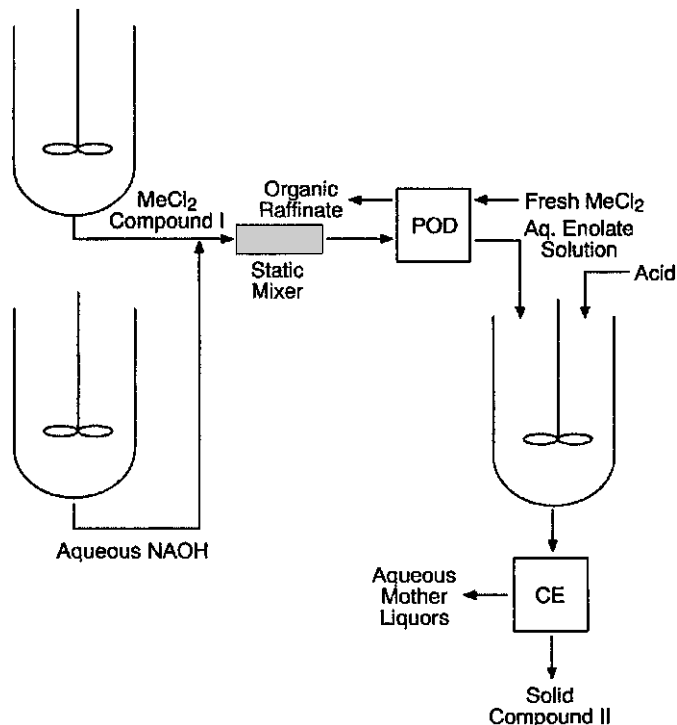 MeCl2
Compound I
Static
Mixer
Aqueous NAOH
Organic
Raffinate
POD
Fresh MeCl2
Aq. Enolate
Solution
Acid
Aqueous
Mother
Liquors
CE
Solid
Compound II